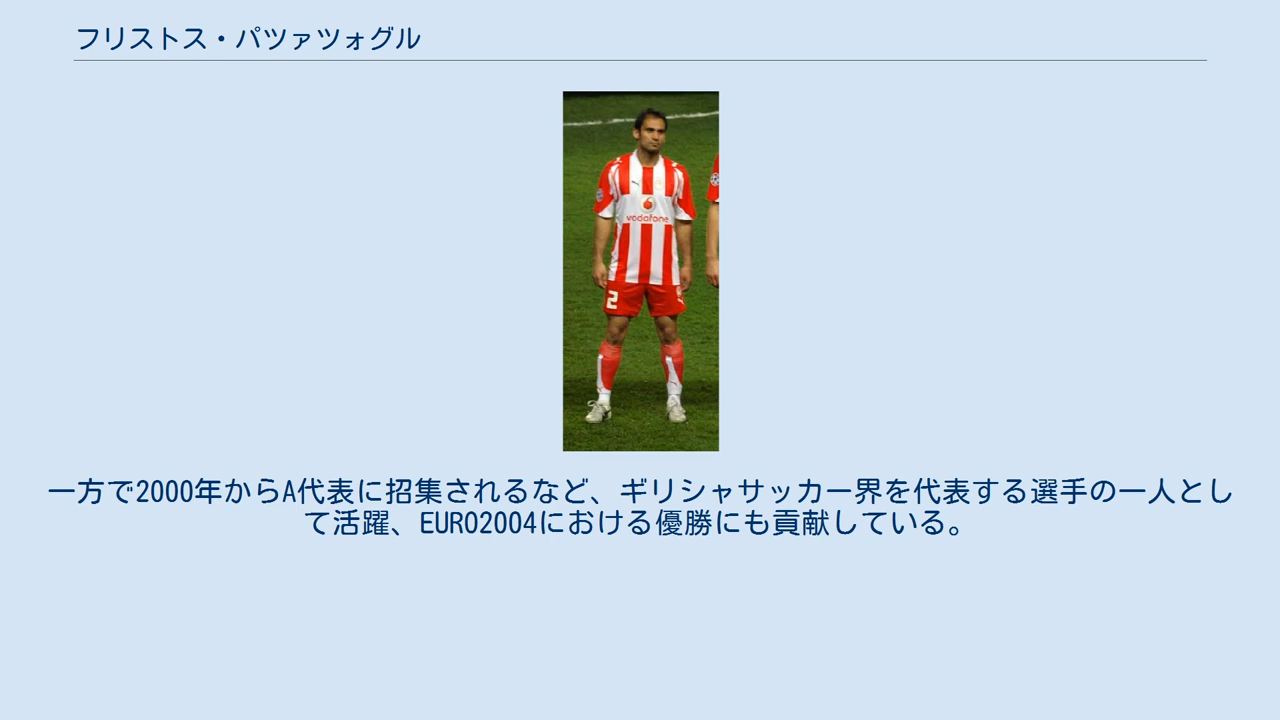 フリストス・パツァツォグル
vodafone
2
一方で2000年からA代表に招集されるなど、ギリシャサッカー界を代表する選手の一人とし
て活躍、EURO2004における優勝にも貢献している。